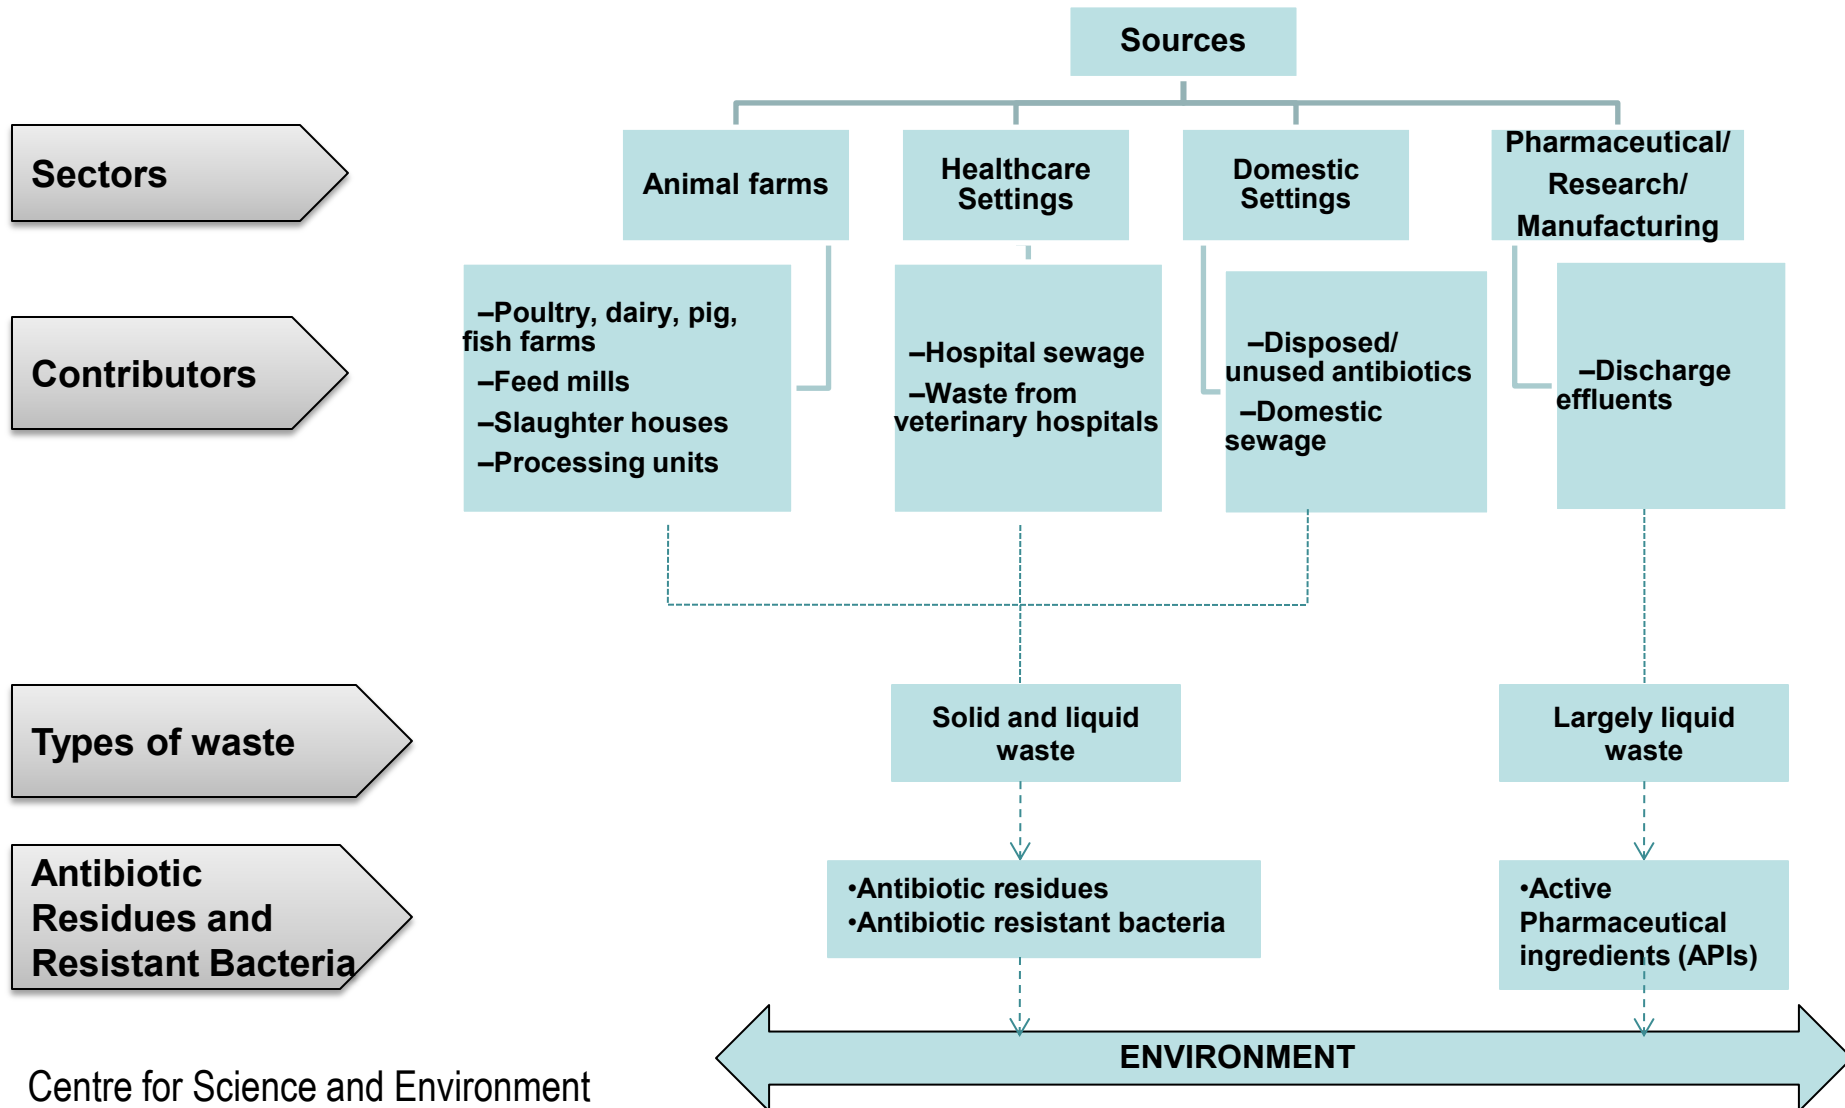 Sources
Sectors
Animal farms
Healthcare
Settings
Domestic
Settings
Pharmaceutical/
Research/
Manufacturing
Contributors
–Poultry, dairy, pig,
fish farms
–Feed mills
–Slaughter houses
–Processing units
–Hospital sewage
–Waste from
veterinary hospitals
–Disposed/
unused antibiotics
–Domestic
sewage
–Discharge
effluents
Types of waste
Solid and liquid
waste
Largely liquid
waste
Antibiotic
Residues and
Resistant Bacteria
•Antibiotic residues
•Antibiotic resistant bacteria
•Active
Pharmaceutical
ingredients (APIs)
ENVIRONMENT
Centre for Science and Environment